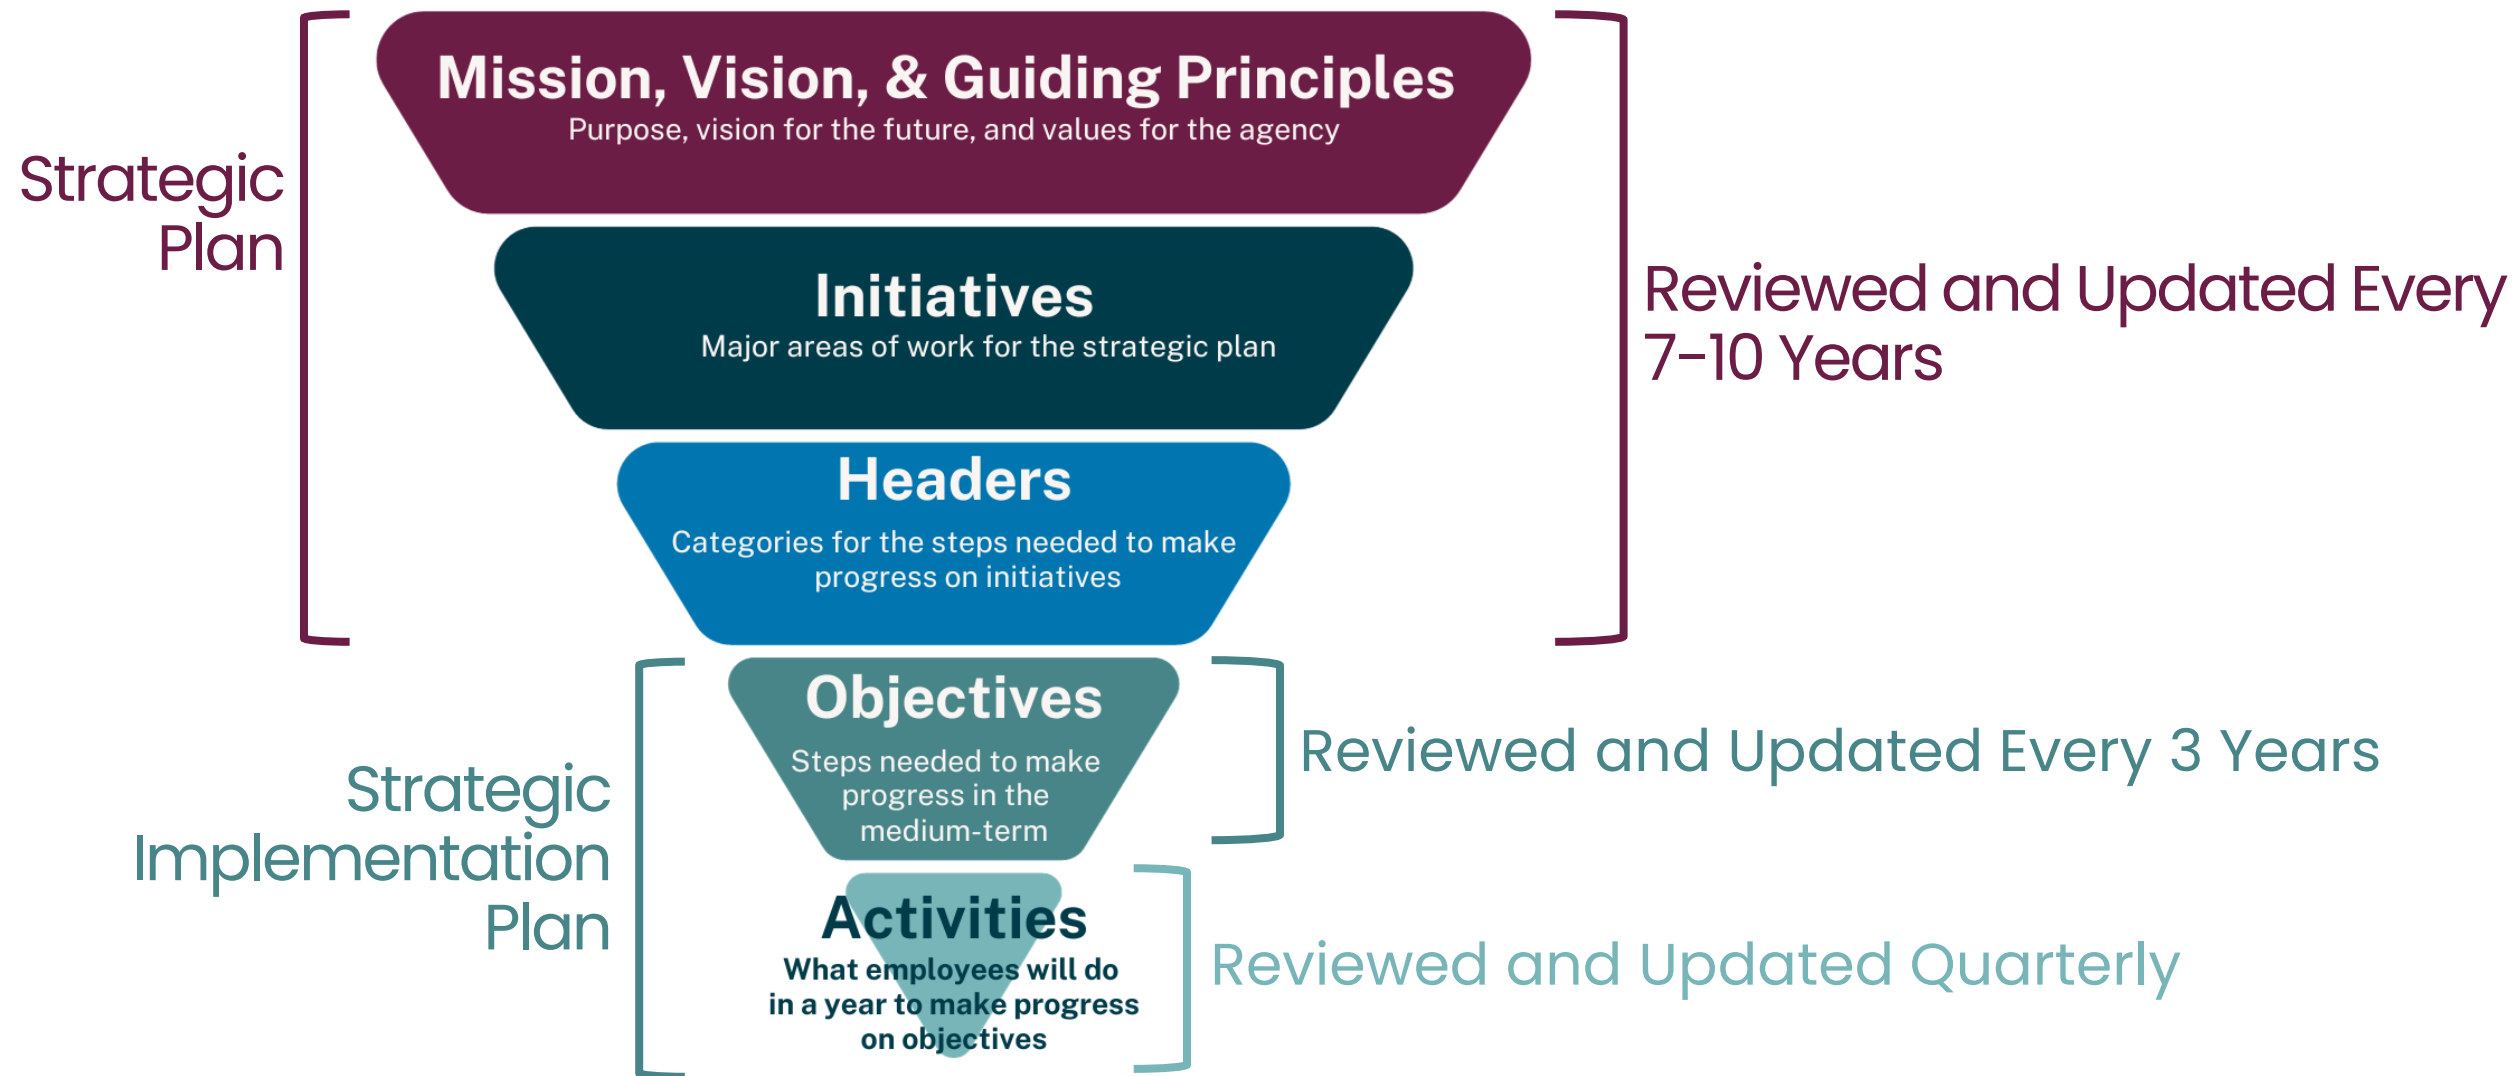 Strategic
Plan
Mission, Vision, & Guiding Principles
Purpose, vision for the future, and values for the agency
Initiatives
Major areas of work for the strategic plan
Headers
Categories for the steps needed to make
progress on initiatives
Reviewed and Updated Every
7–10 Years
Strategic
Implementation
Plan
Objectives
Steps needed to make
progress in the
medium-term
Reviewed and Updated Every 3 Years
Activities
What employees will do
in a year to make progress
on objectives
Reviewed and Updated Quarterly